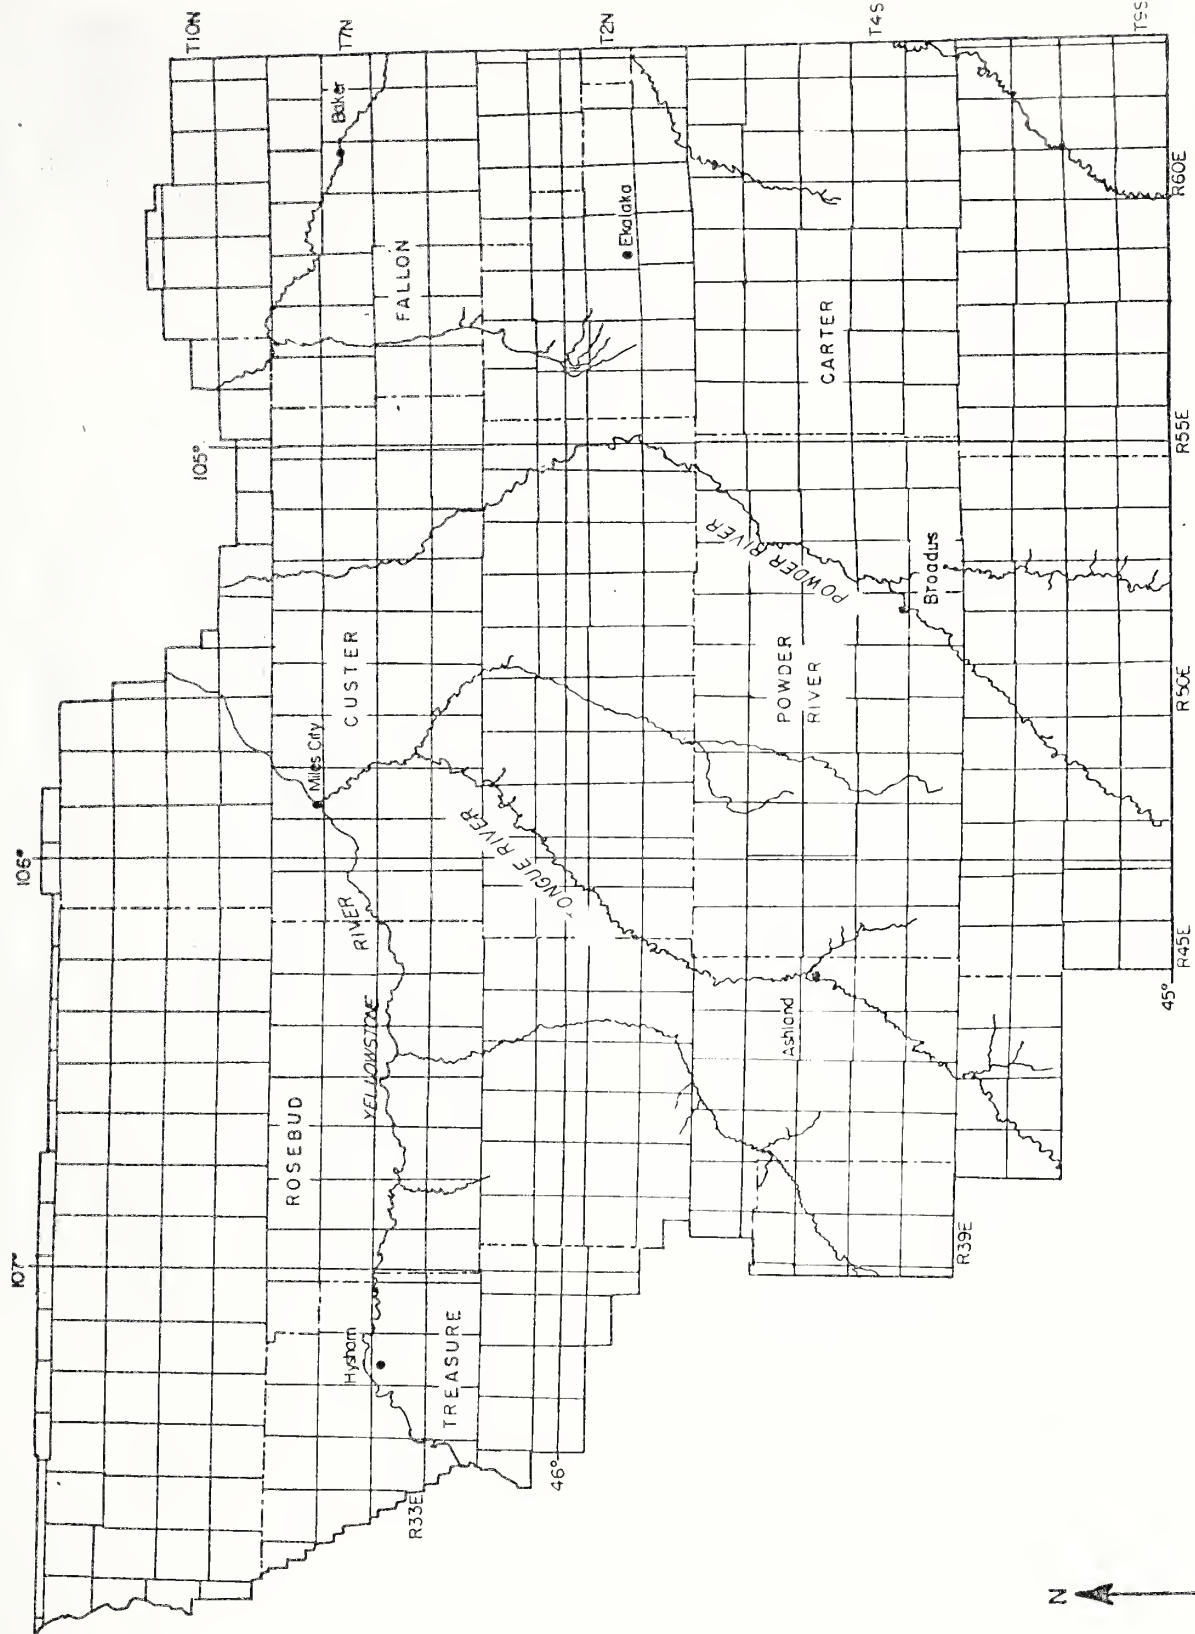 107°
106°
105°
T10N
T7N
T2N
T4S
T9S
Baker
FALLON
Ekalaka
CARTER
Miles City
CUSTER
RIVER
YELLOWSTONE
ROSEBUD
Hysham
TREASURE
TONGUE RIVER
POWDER RIVER
POWDER
RIVER
Broadus
Ashland
R33E
46°
R39E
45°
R45E
R50E
R55E
R60E
N